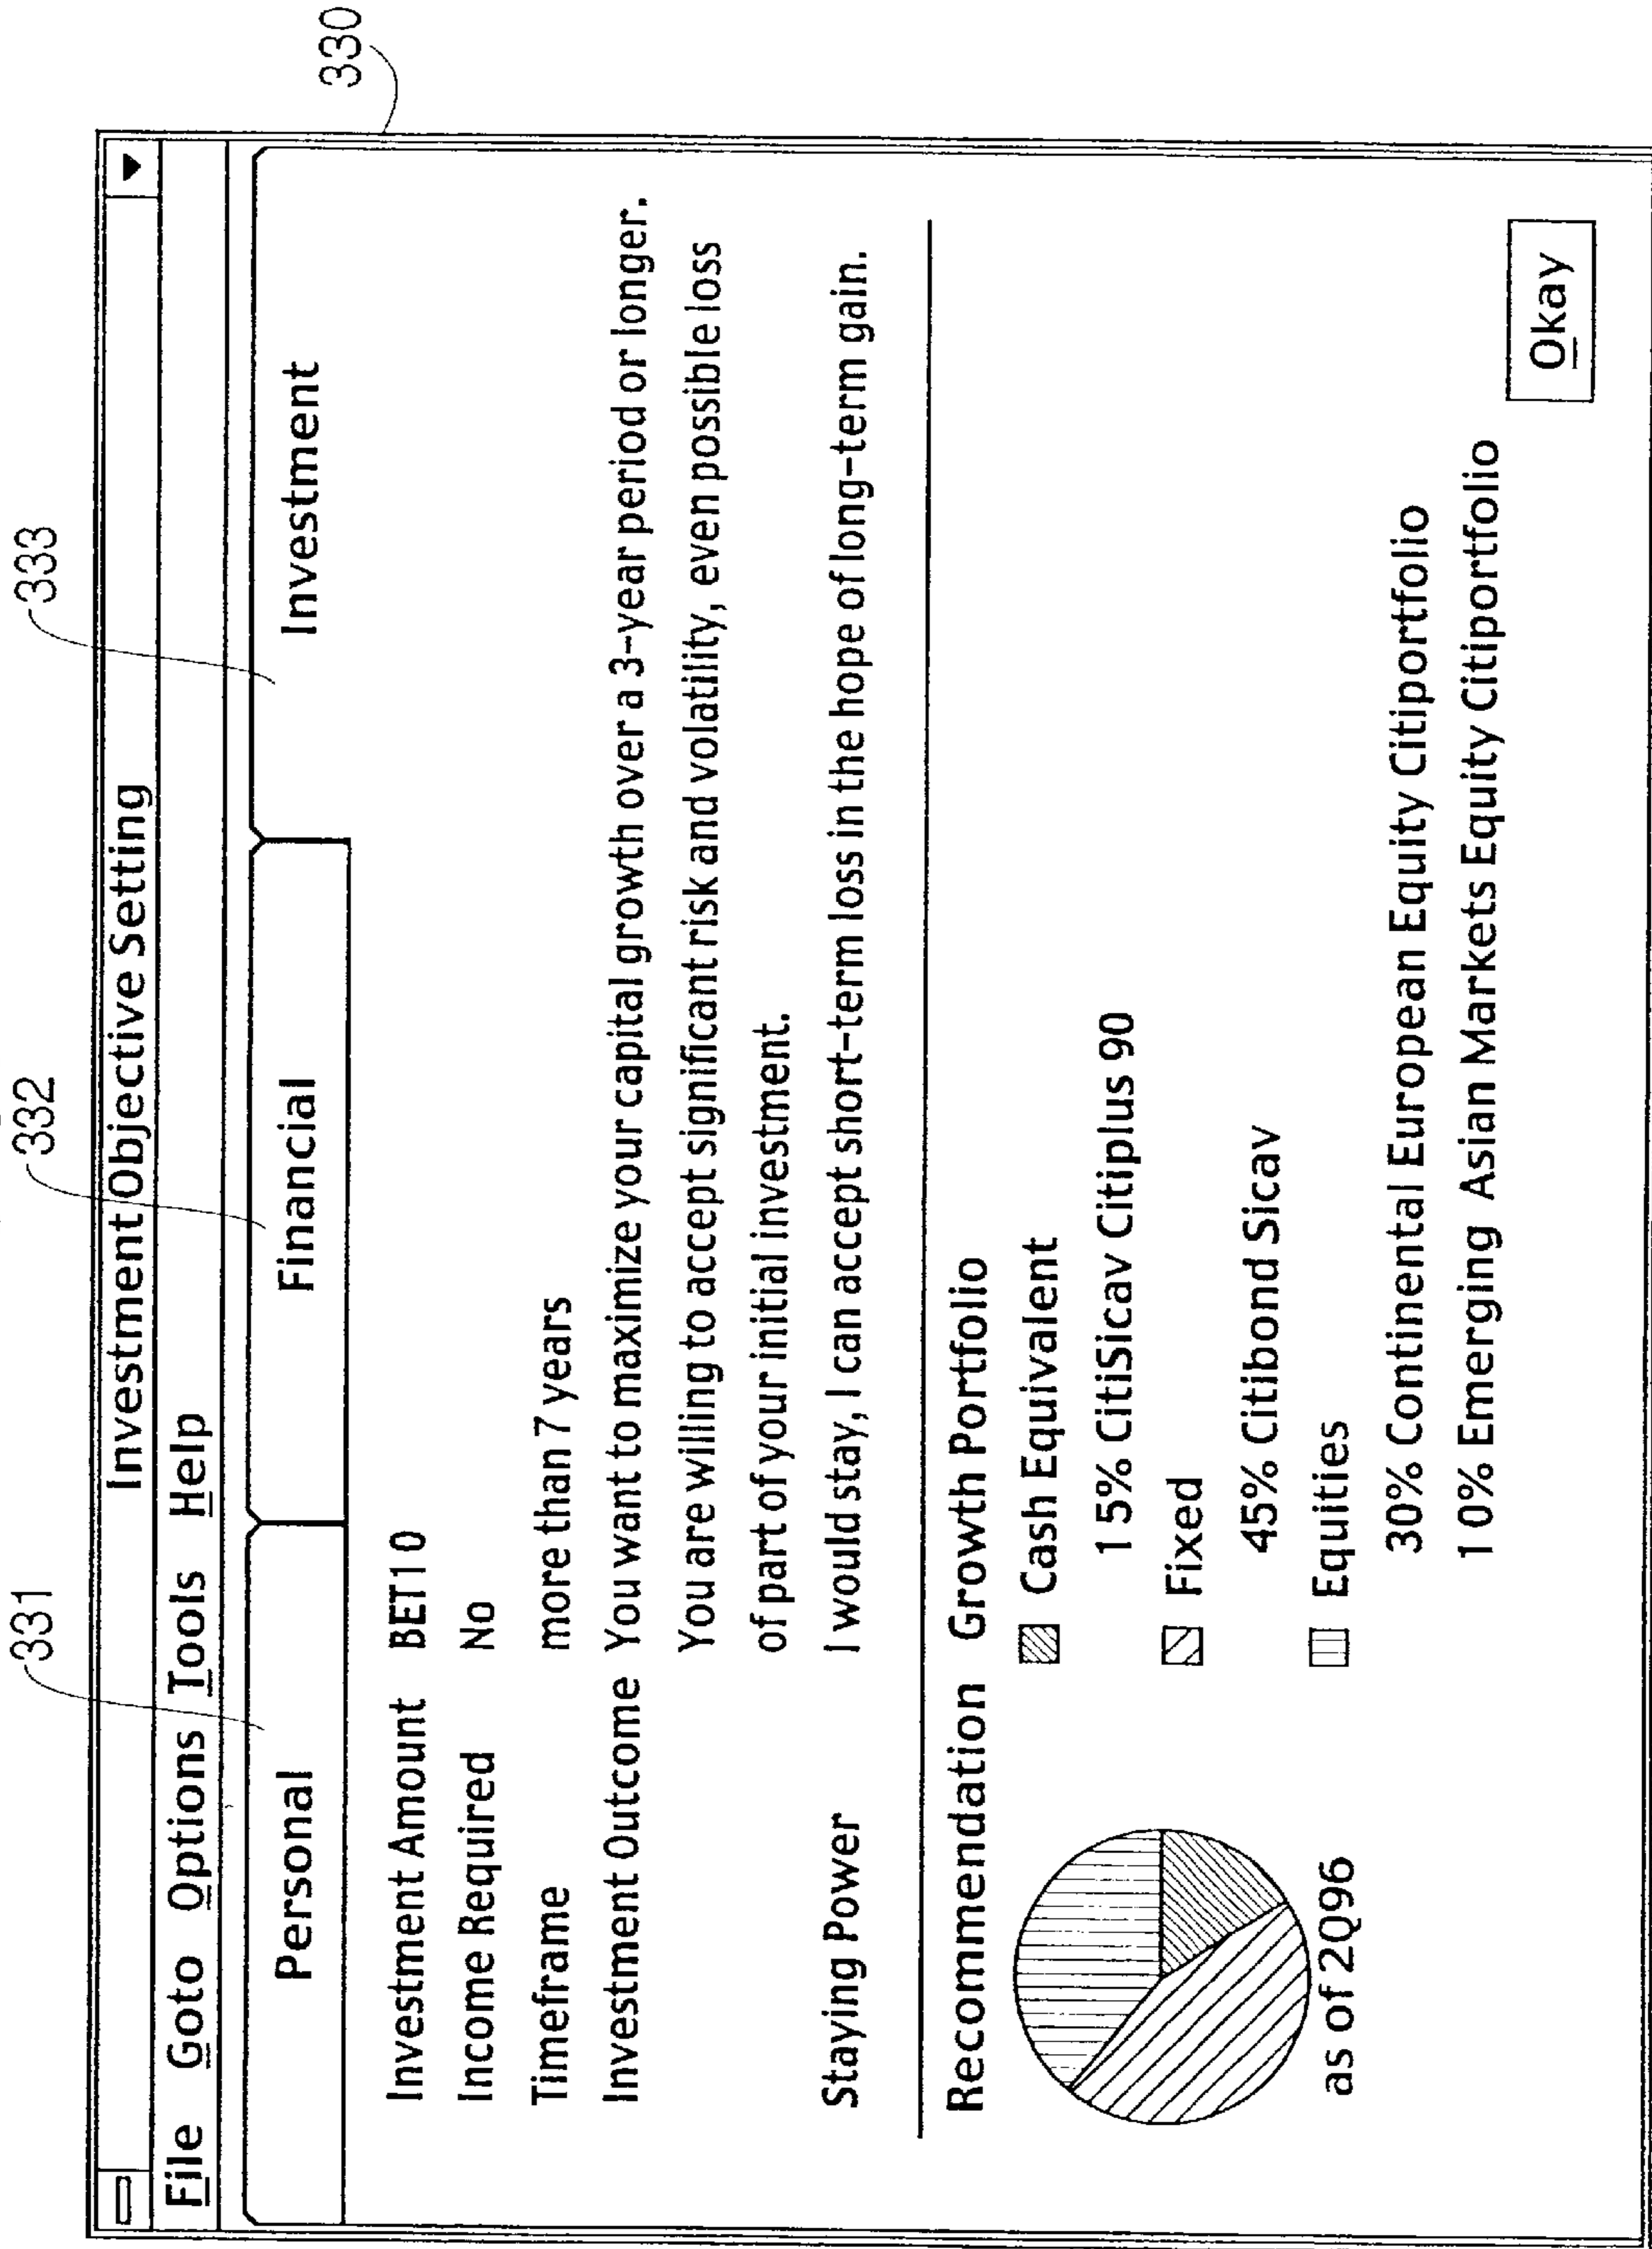 331
332
333
330
Investment Objective Setting
File Goto Options Tools Help
Personal Financial Investment
Investment Amount BET10
Income Required No
Timeframe more than 7 years
Investment Outcome You want to maximize your capital growth over a 3-year period or longer.
You are willing to accept significant risk and volatility, even possible loss
of part of your initial investment.
Staying Power I would stay, I can accept short-term loss in the hope of long-term gain.
Recommendation Growth Portfolio
Cash Equivalent
15% CitiSicav Citiplus 90
Fixed
45% Citibond Sicav
Equities
30% Continental European Equity Citiportfolio
10% Emerging Asian Markets Equity Citiportfolio
as of 2Q96
Okay